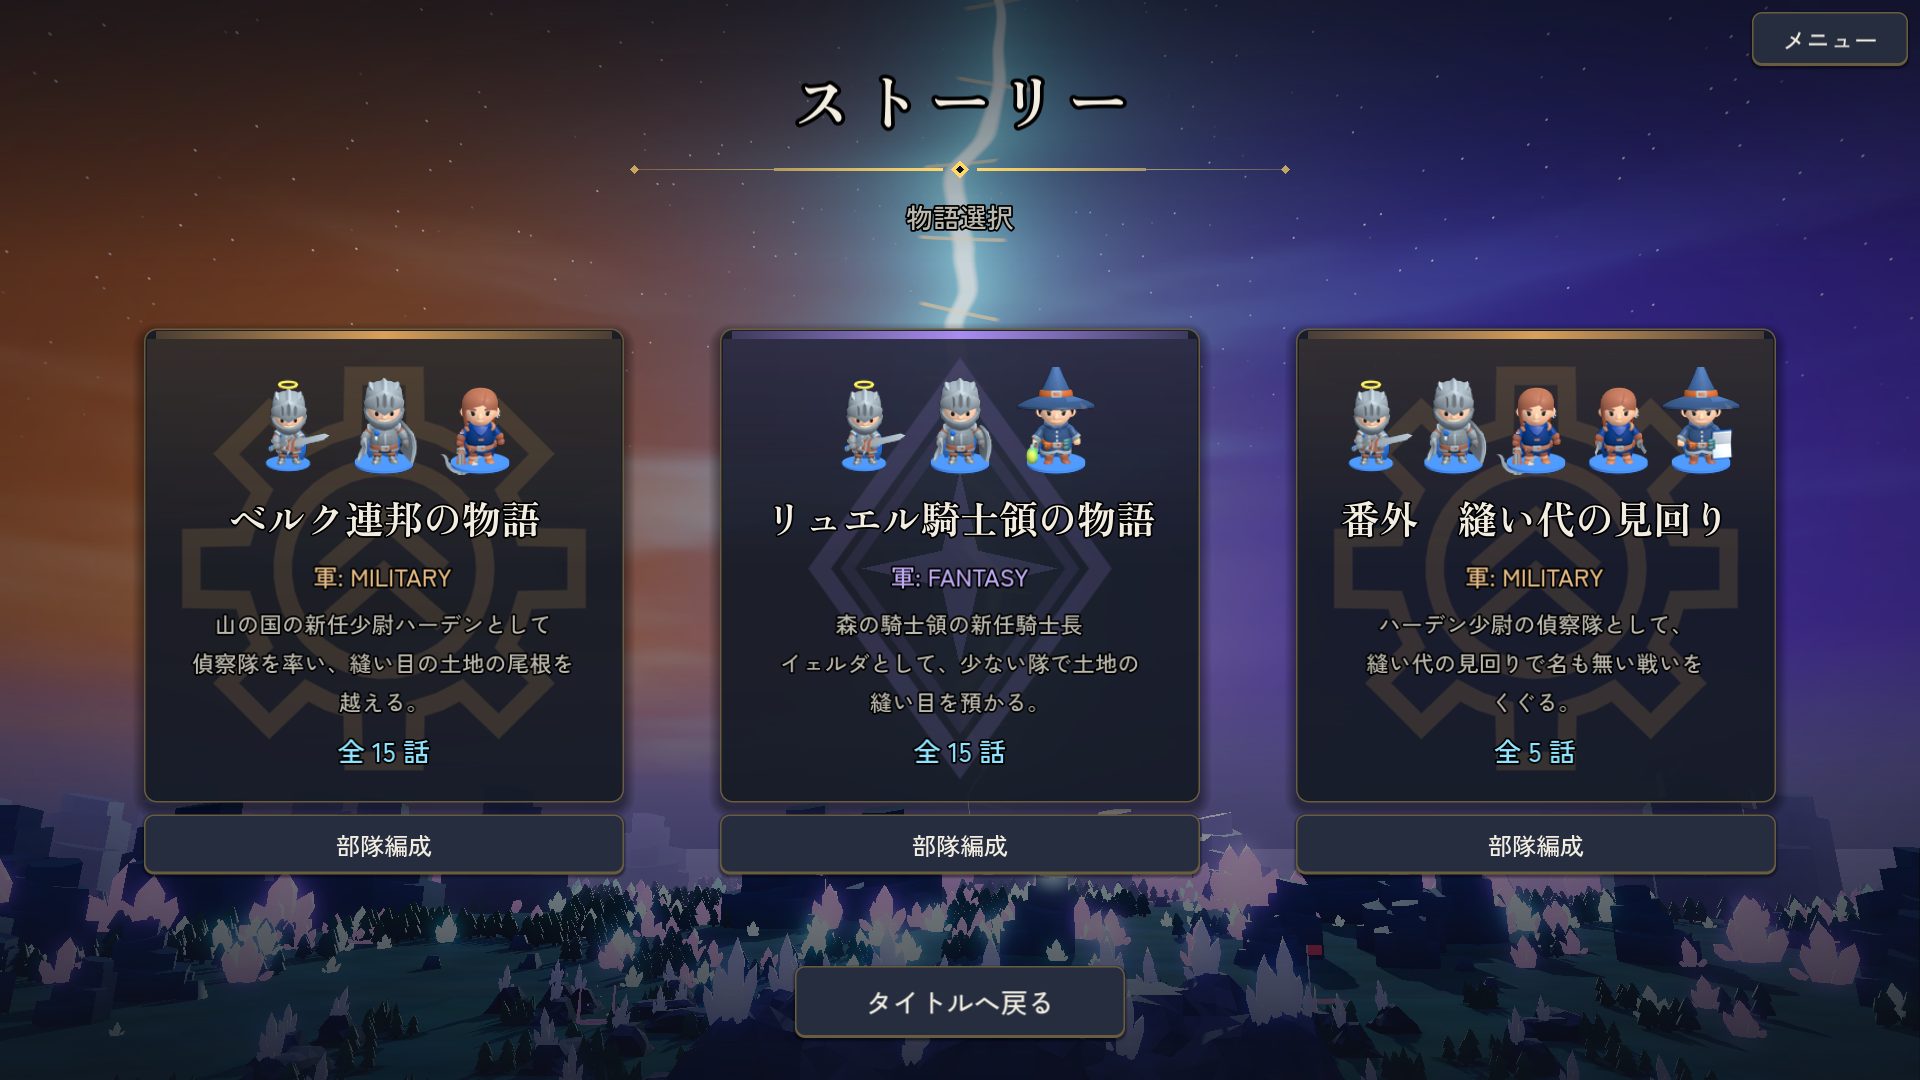 メニュー
ストーリー
物語選択
ベルク連邦の物語
軍: MILITARY
山の国の新任少尉ハーデンとして
偵察隊を率い、縫い目の土地の尾根を
越える。
全 15 話
部隊編成
リュエル騎士領の物語
軍: FANTASY
森の騎士領の新任騎士長
イェルダとして、少ない隊で土地の
縫い目を預かる。
全 15 話
部隊編成
番外　縫い代の見回り
軍: MILITARY
ハーデン少尉の偵察隊として、
縫い代の見回りで名も無い戦いを
くぐる。
全 5 話
部隊編成
タイトルへ戻る